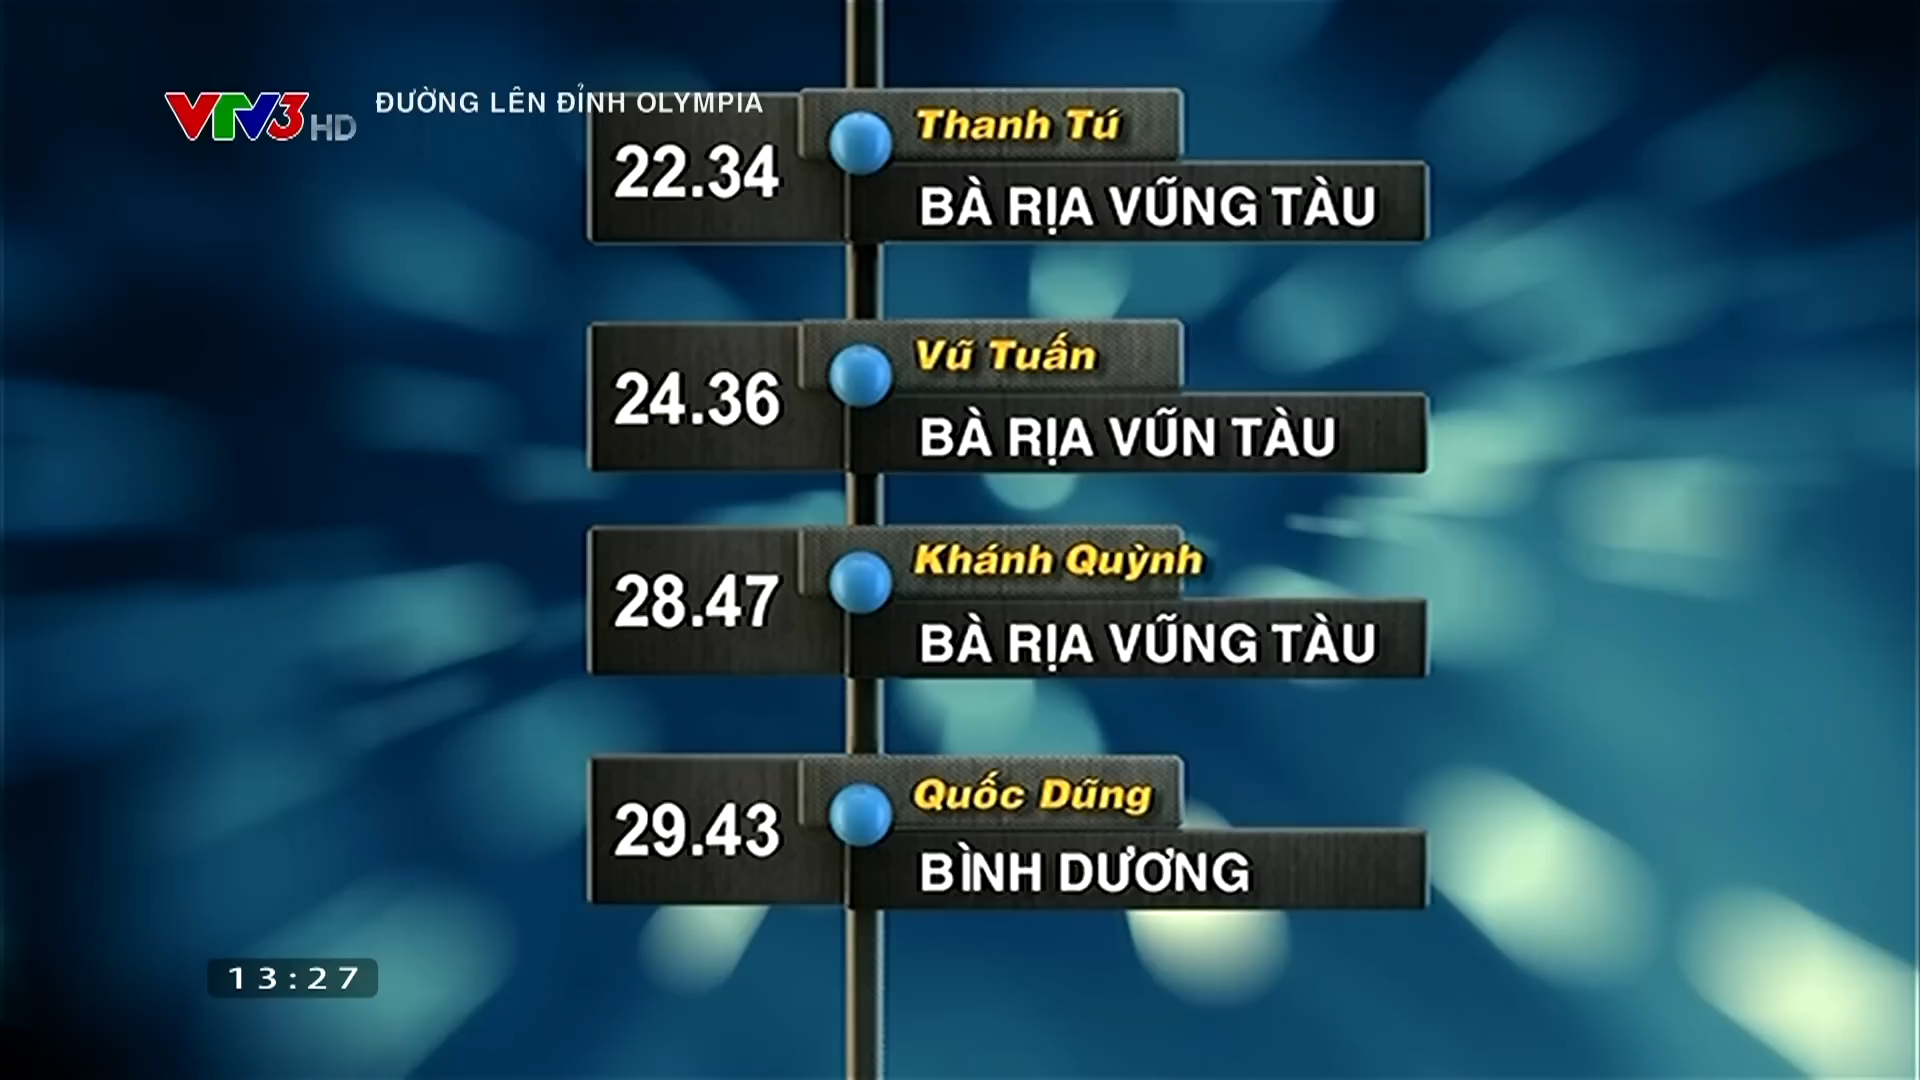 VTV3 HD
ĐƯỜNG LÊN ĐỈNH OLYMPIA
22.34
Thanh Tú
BÀ RỊA VŨNG TÀU
24.36
Vũ Tuấn
BÀ RỊA VŨN TÀU
28.47
Khánh Quỳnh
BÀ RỊA VŨNG TÀU
29.43
Quốc Dũng
BÌNH DƯƠNG
13:27